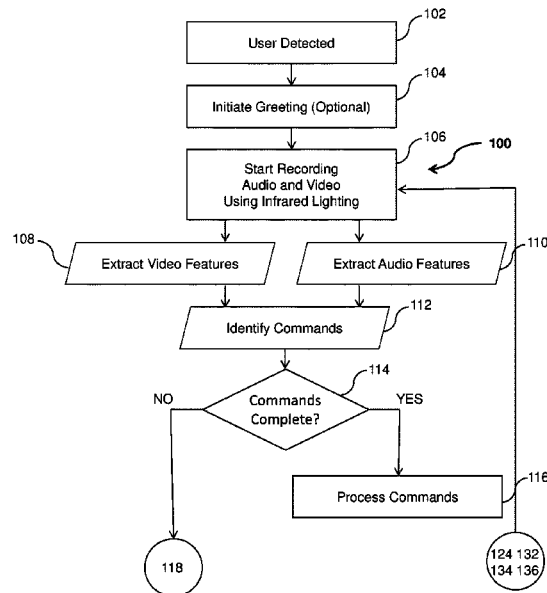 102
User Detected
104
Initiate Greeting (Optional)
106
100
Start Recording
Audio and Video
Using Infrared Lighting
108
Extract Video Features
Extract Audio Features
110
112
Identify Commands
114
NO
Commands
Complete?
YES
Process Commands
116
118
124 132
134 136